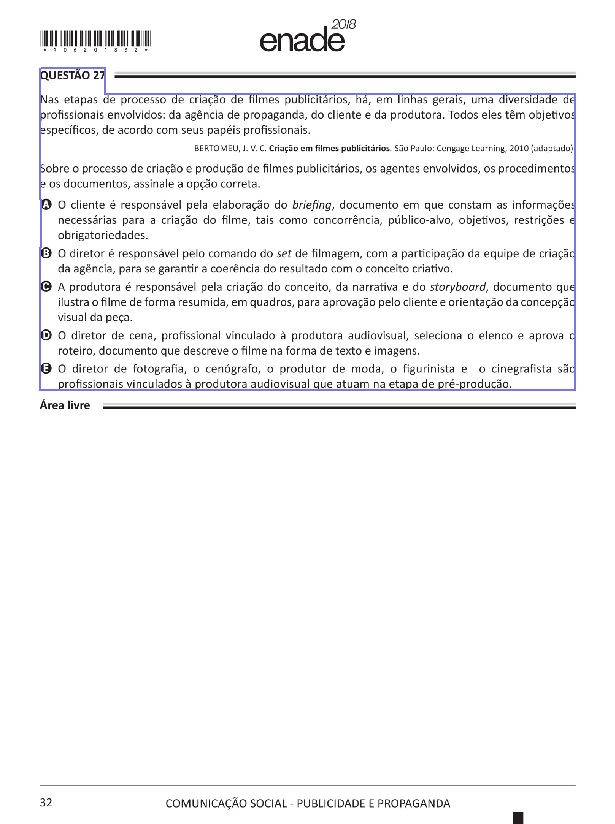 *R0620183 2*
enade 2018
QUESTÃO 27
Nas etapas de processo de criação de filmes publicitários, há, em linhas gerais, uma diversidade de
profissionais envolvidos: da agência de propaganda, do cliente e da produtora. Todos eles têm objetivos
específicos, de acordo com seus papéis profissionais.
BERTOMEU, J. V. C. Criação em filmes publicitários. São Paulo: Cengage Learning, 2010 (adaptado).
Sobre o processo de criação e produção de filmes publicitários, os agentes envolvidos, os procedimentos
e os documentos, assinale a opção correta.
A O cliente é responsável pela elaboração do briefing, documento em que constam as informações
necessárias para a criação do filme, tais como concorrência, público-alvo, objetivos, restrições e
obrigatoriedades.
B O diretor é responsável pelo comando do set de filmagem, com a participação da equipe de criação
da agência, para se garantir a coerência do resultado com o conceito criativo.
C A produtora é responsável pela criação do conceito, da narrativa e do storyboard, documento que
ilustra o filme de forma resumida, em quadros, para aprovação pelo cliente e orientação da concepção
visual da peça.
D O diretor de cena, profissional vinculado à produtora audiovisual, seleciona o elenco e aprova o
roteiro, documento que descreve o filme na forma de texto e imagens.
E O diretor de fotografia, o cenógrafo, o produtor de moda, o figurinista e o cinegrafista são
profissionais vinculados à produtora audiovisual que atuam na etapa de pré-produção.
Área livre
32
COMUNICAÇÃO SOCIAL - PUBLICIDADE E PROPAGANDA